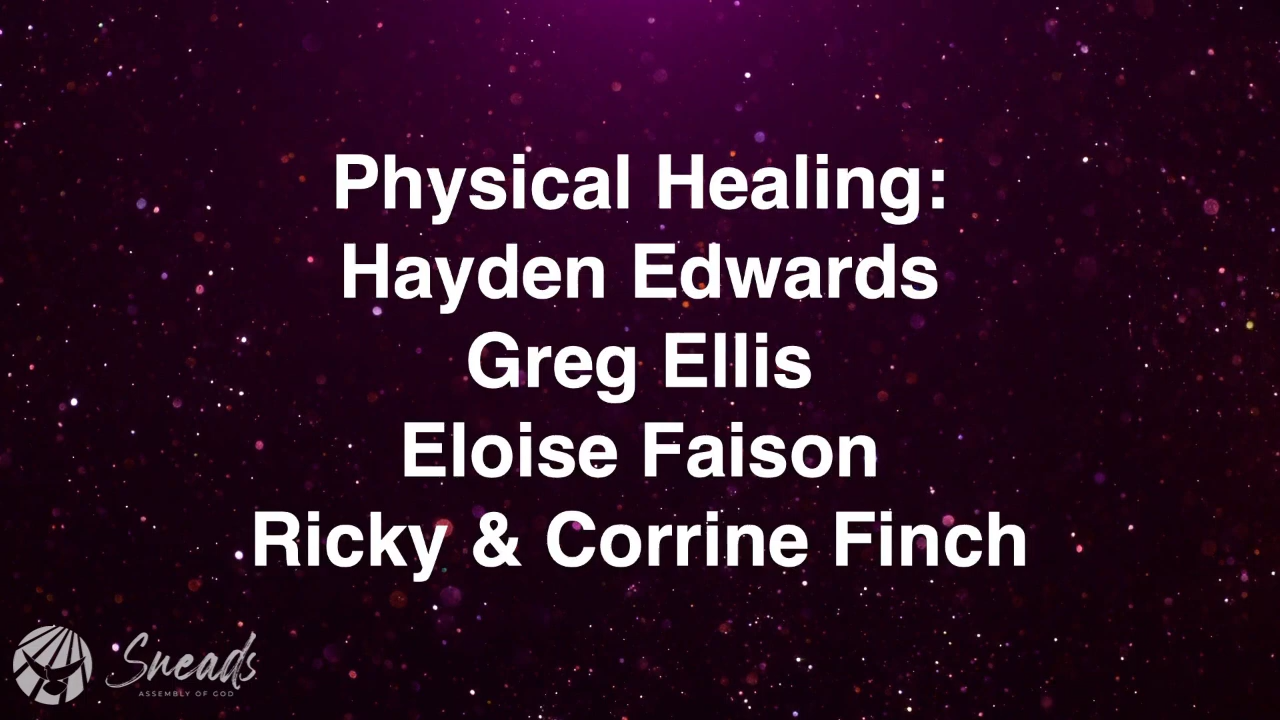 Physical Healing:
Hayden Edwards
Greg Ellis
Eloise Faison
Ricky & Corrine Finch
Sneads
ASSEMBLY OF GOD